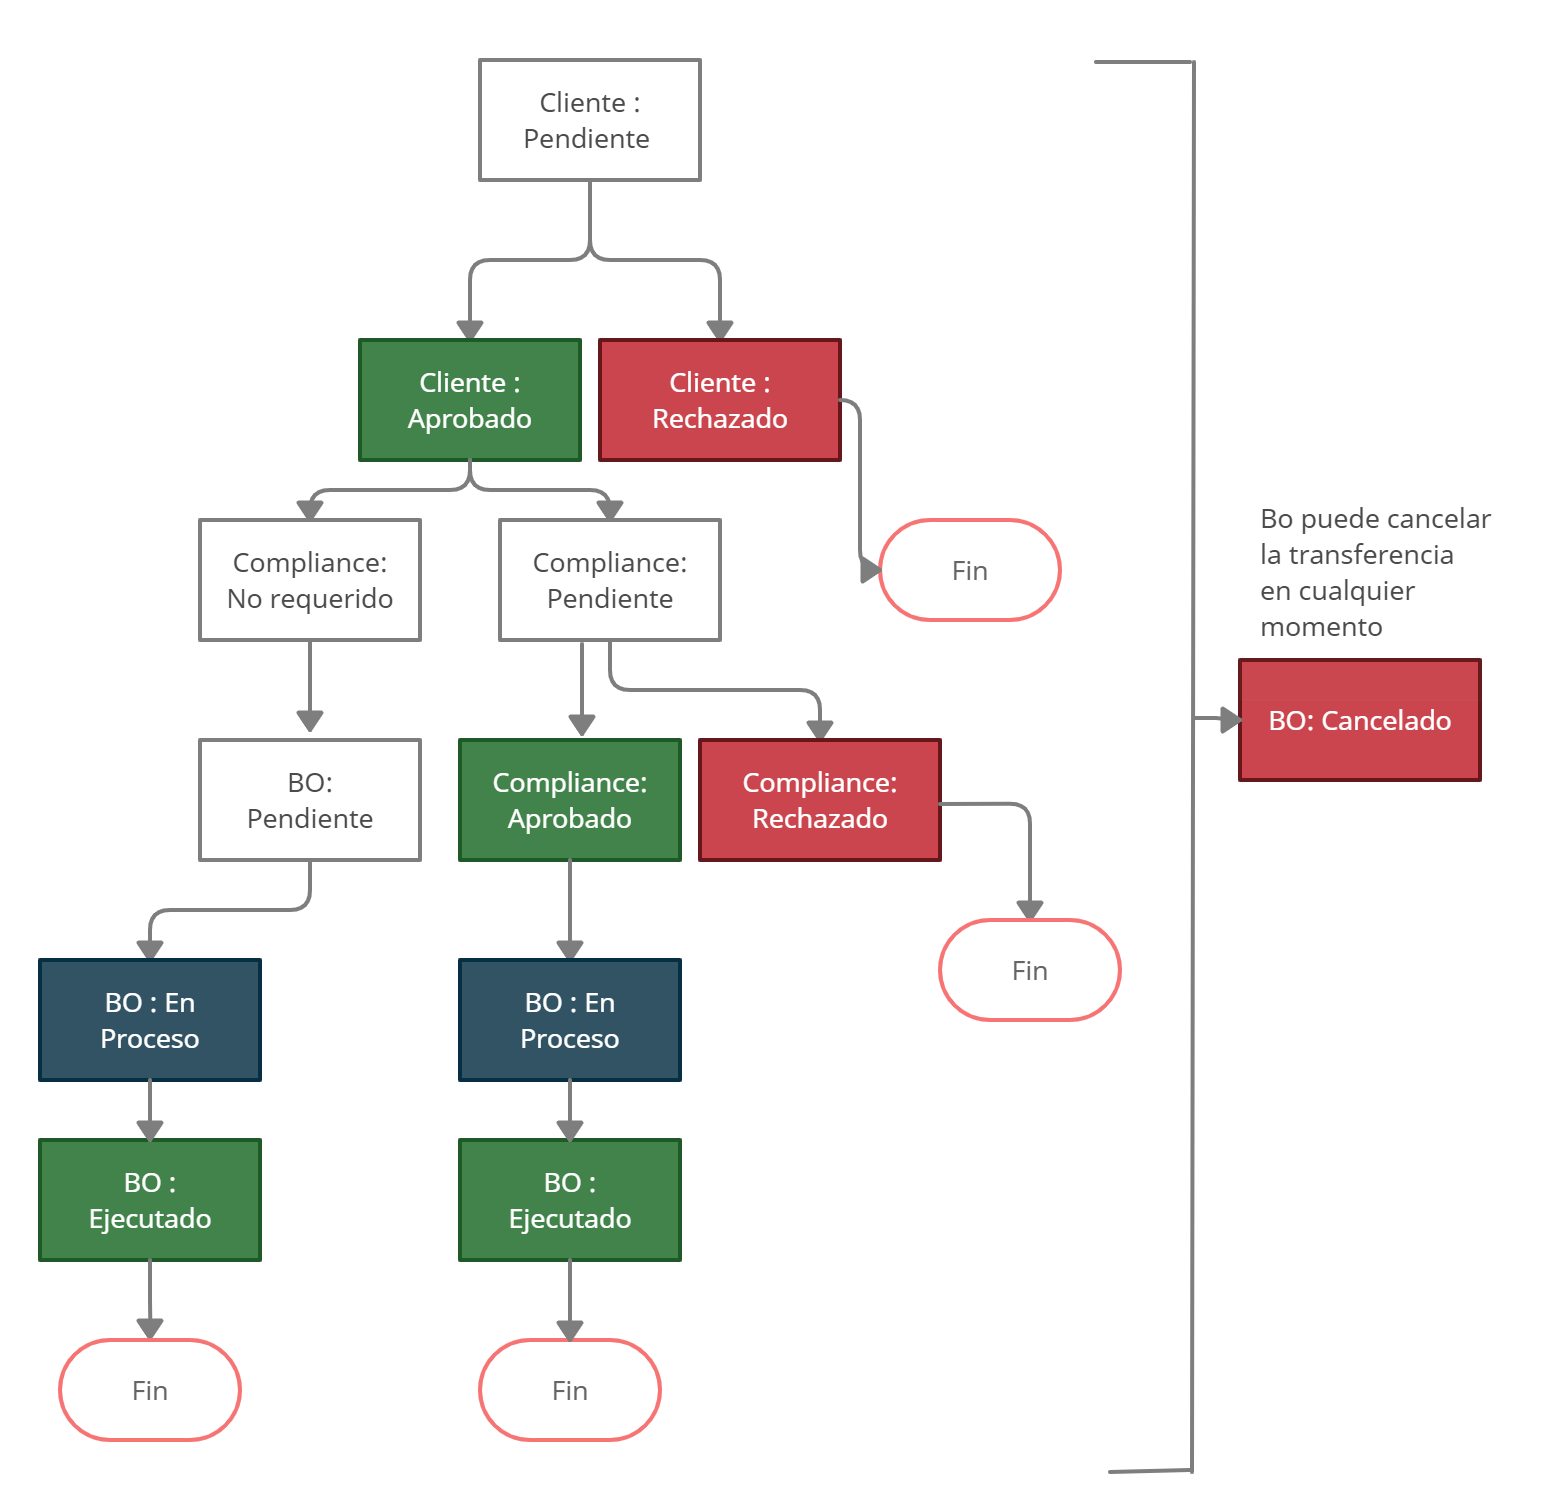 Cliente :
Pendiente
Cliente :
Aprobado
Cliente :
Rechazado
Compliance:
No requerido
Compliance:
Pendiente
Fin
Bo puede cancelar
la transferencia
en cualquier
momento
BO: Cancelado
BO:
Pendiente
Compliance:
Aprobado
Compliance:
Rechazado
BO : En
Proceso
BO : En
Proceso
Fin
BO :
Ejecutado
BO :
Ejecutado
Fin
Fin